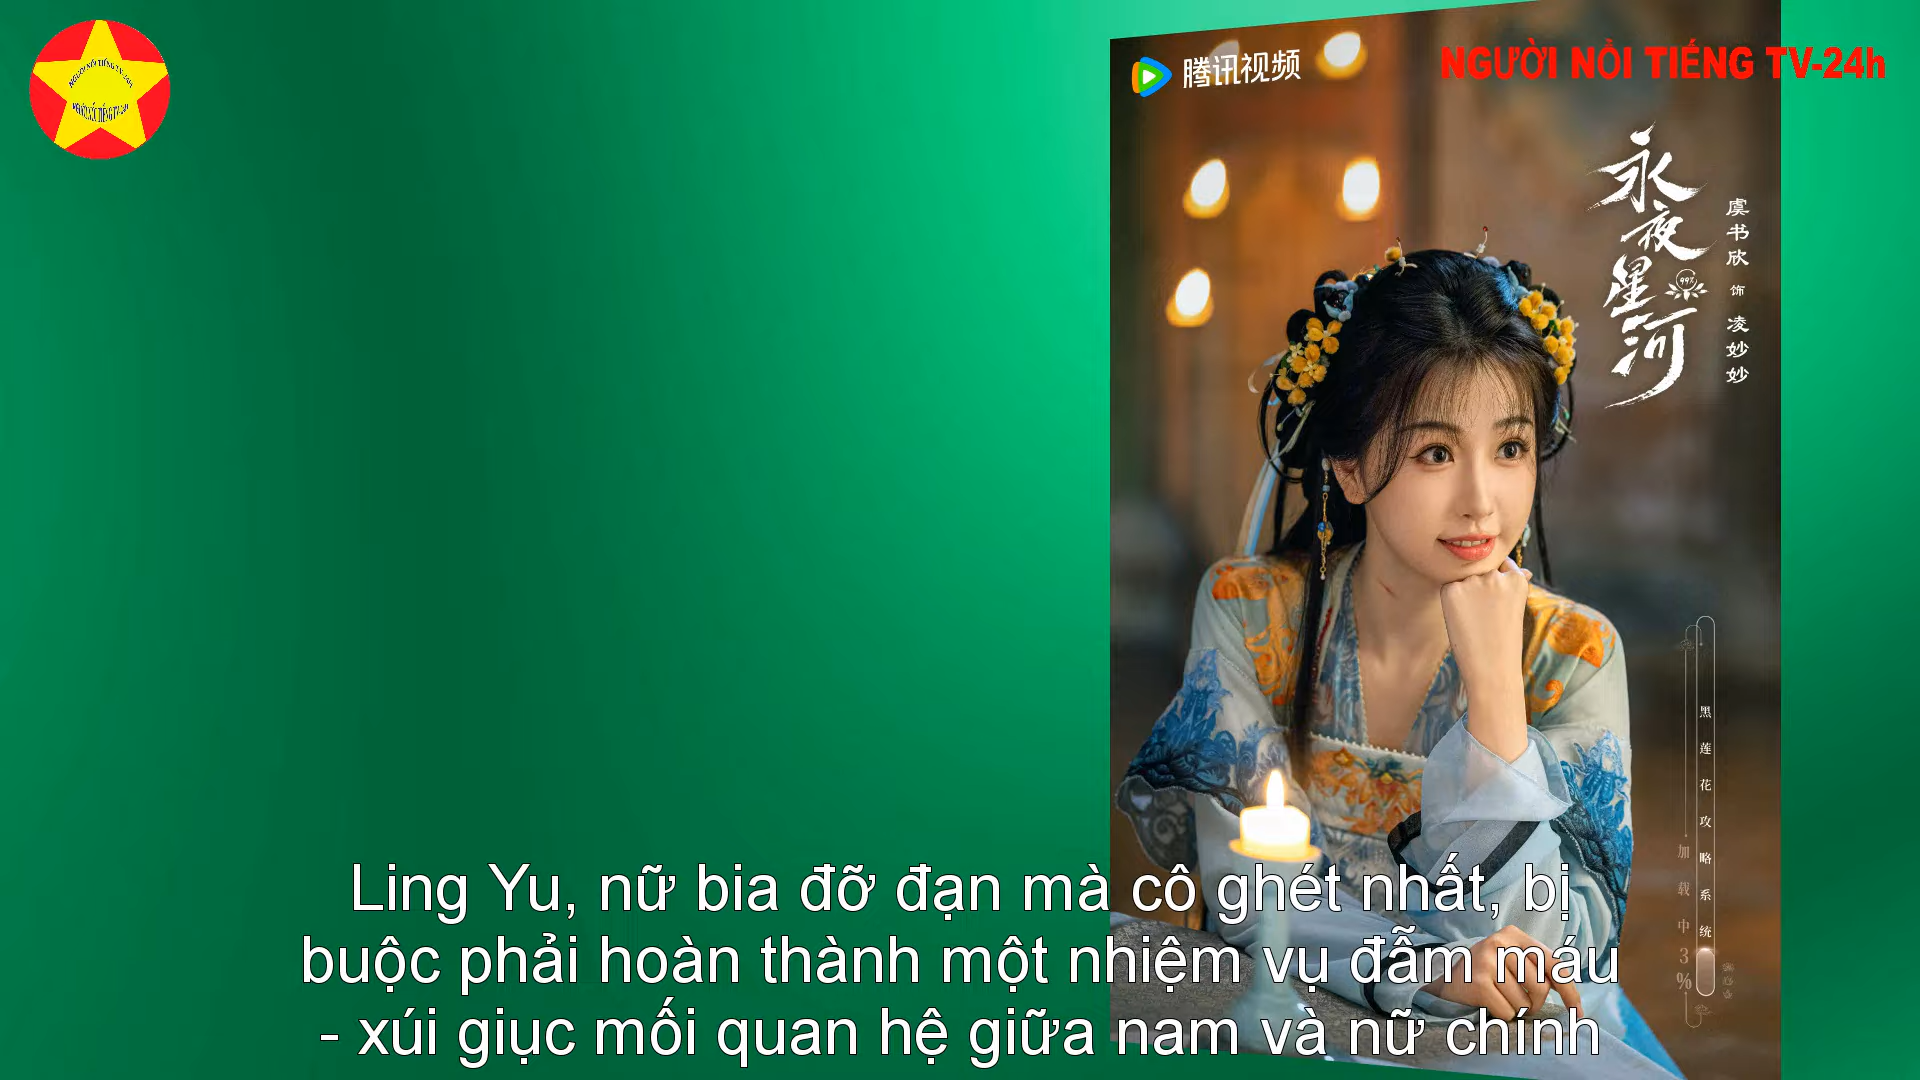 NGƯỜI NỔI TIẾNG TV-24h
腾讯视频
永夜星河
虞书欣 饰 凌妙妙
99%
黑莲花攻略系统
加载中3%
Ling Yu, nữ bia đỡ đạn mà cô ghét nhất, bị
buộc phải hoàn thành một nhiệm vụ đẫm máu
- xúi giục mối quan hệ giữa nam và nữ chính